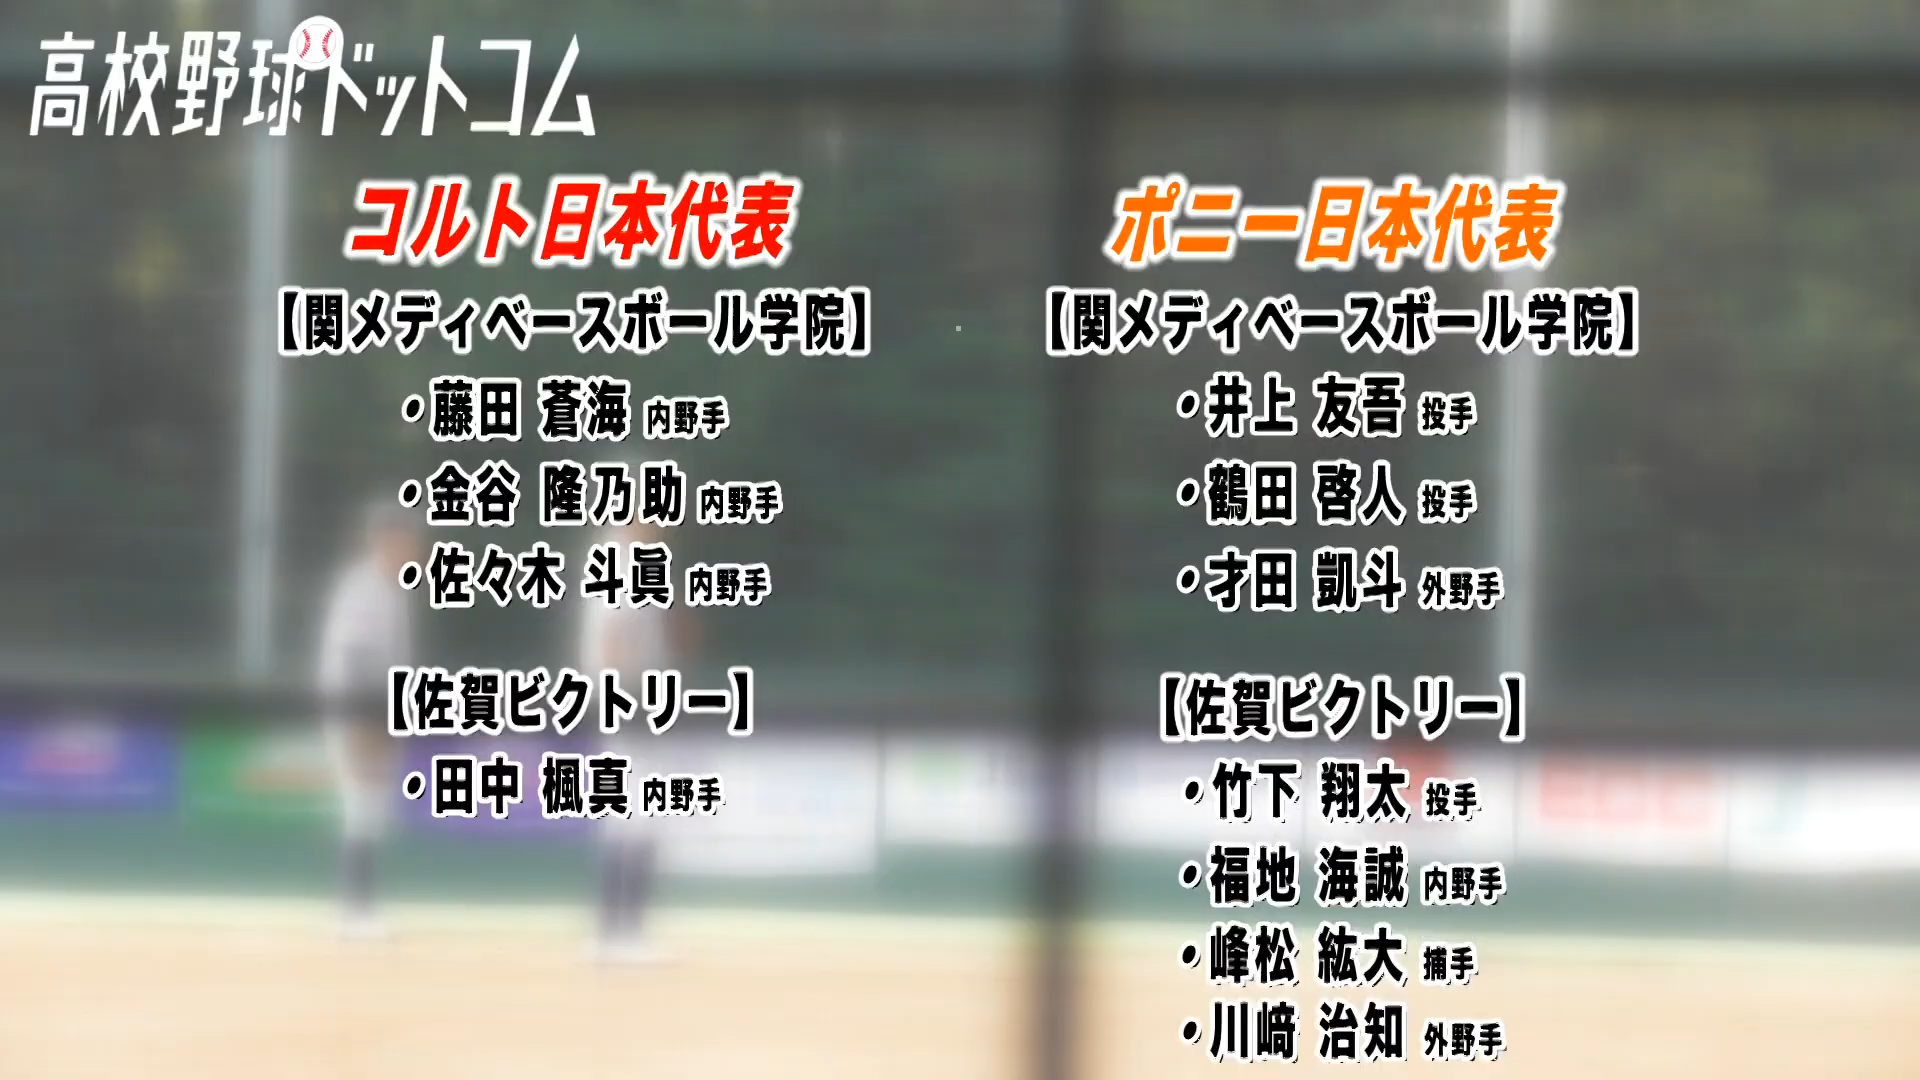 高校野球ドットコム
コルト日本代表
【関メディベースボール学院】
・藤田 蒼海 内野手
・金谷 隆乃助 内野手
・佐々木 斗眞 内野手
【佐賀ビクトリー】
・田中 楓真 内野手
ポニー日本代表
【関メディベースボール学院】
・井上 友吾 投手
・鶴田 啓人 投手
・才田 凱斗 外野手
【佐賀ビクトリー】
・竹下 翔太 投手
・福地 海誠 内野手
・峰松 紘大 捕手
・川﨑 治知 外野手